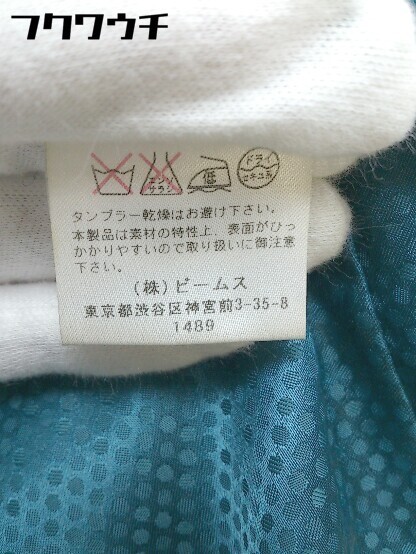 フクワウチ
エンソ
サラシ
低
ドライ
セキユ系
タンブラー乾燥はお避け下さい。
本製品は素材の特性上、表面がひっ
かかりやすいので取り扱いに御注意
下さい。
(株)ビームス
東京都渋谷区神宮前3-35-8
1489